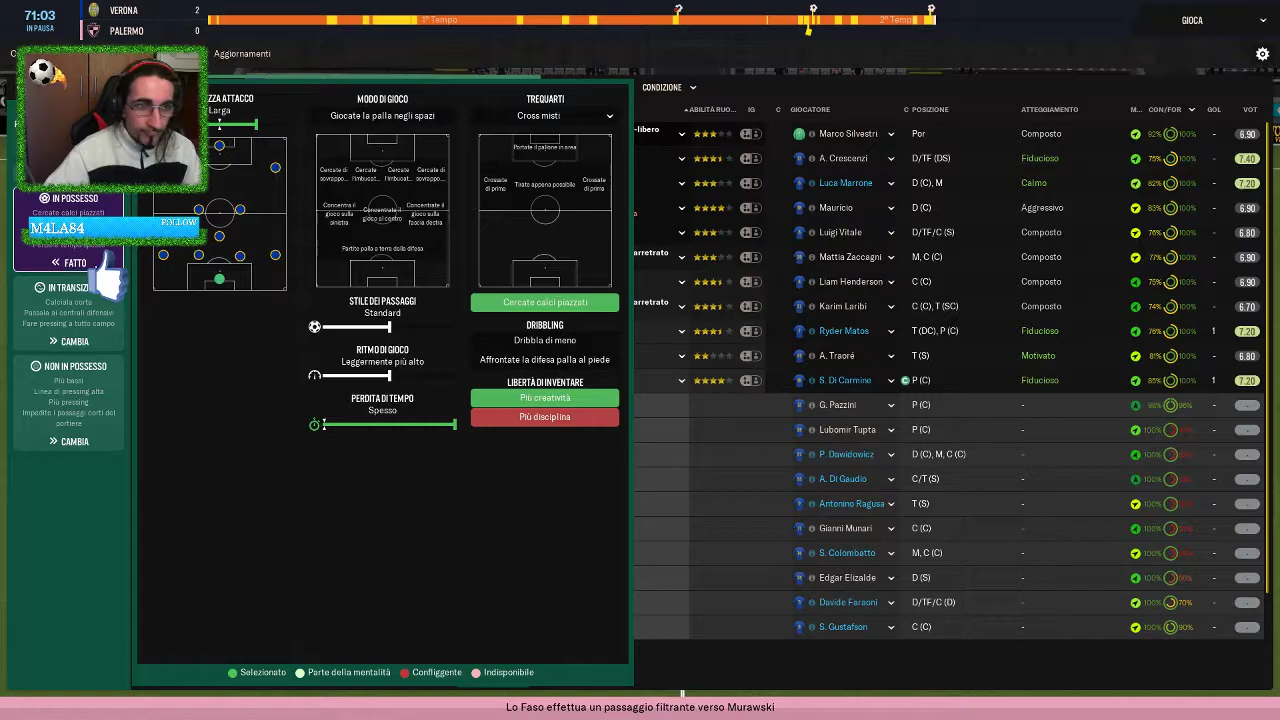 71:03
IN PAUSA
VERONA 2
PALERMO 0
1° Tempo
2° Tempo
GIOCA
Aggiornamenti
Larga
MODO DI GIOCO
Giocate la palla negli spazi
TREQUARTI
Cross misti
Cercate di sovrappo...
Cercate l'imbucat...
Cercate l'imbucat...
Cercate di sovrappo...
Concentra il gioco sulla sinistra
Concentrate il gioco al centro
Concentrate il gioco sulla fascia destra
Partite palla a terra dalla difesa
Portate il pallone in area
Crossate di prima
Tirate appena possibile
Crossate di prima
STILE DEI PASSAGGI
Standard
RITMO DI GIOCO
Leggermente più alto
PERDITA DI TEMPO
Spesso
Cercate calci piazzati
DRIBBLING
Dribbla di meno
Affrontate la difesa palla al piede
LIBERTÀ DI INVENTARE
Più creatività
Più disciplina
IN POSSESSO
Cercate calci piazzati
M4LA84
FOLLOW
FATTO
IN TRANSIZI
Calciala corta
Passala ai centrali difensivi
Fare pressing a tutto campo
CAMBIA
NON IN POSSESSO
Più bassi
Linea di pressing alta
Più pressing
Impedite i passaggi corti del portiere
CAMBIA
Selezionato
Parte della mentalità
Confliggente
Indisponibile
CONDIZIONE
ABILITÀ RUO... IG C GIOCATORE C POSIZIONE ATTEGGIAMENTO M... CON/FOR GOL VOT
Marco Silvestri Por Composto 92% 100% - 6.90
A. Crescenzi D/TF (DS) Fiducioso 75% 100% - 7.40
Luca Marrone D (C), M Calmo 82% 100% - 7.20
Mauricio D (C) Aggressivo 83% 100% - 6.90
Luigi Vitale D/TF/C (S) Composto 76% 100% - 6.80
Mattia Zaccagni M, C (C) Composto 77% 100% - 6.90
Liam Henderson C (C) Composto 100% - 6.90
Karim Laribi C (C), T (SC) Composto 74% 100% - 6.70
Ryder Matos T (DC), P (C) Fiducioso 76% 100% 1 7.20
A. Traoré T (S) Motivato 81% 100% - 6.80
S. Di Carmine C P (C) Fiducioso 85% 100% 1 7.20
G. Pazzini P (C) - 96% - -
Lubomir Tupta P (C) - 100% - -
P. Dawidowicz D (C), M, C (C) - 100% - -
A. Di Gaudio C/T (S) - 100% - -
Antonino Ragusa T (S) - 100% - -
Gianni Munari C (C) - 100% - -
S. Colombatto M, C (C) - 100% - -
Edgar Elizalde D (S) - 100% - -
Davide Faraoni D/TF/C (D) - 100% 70% - -
S. Gustafson C (C) - 100% 90% - -
Lo Faso effettua un passaggio filtrante verso Murawski